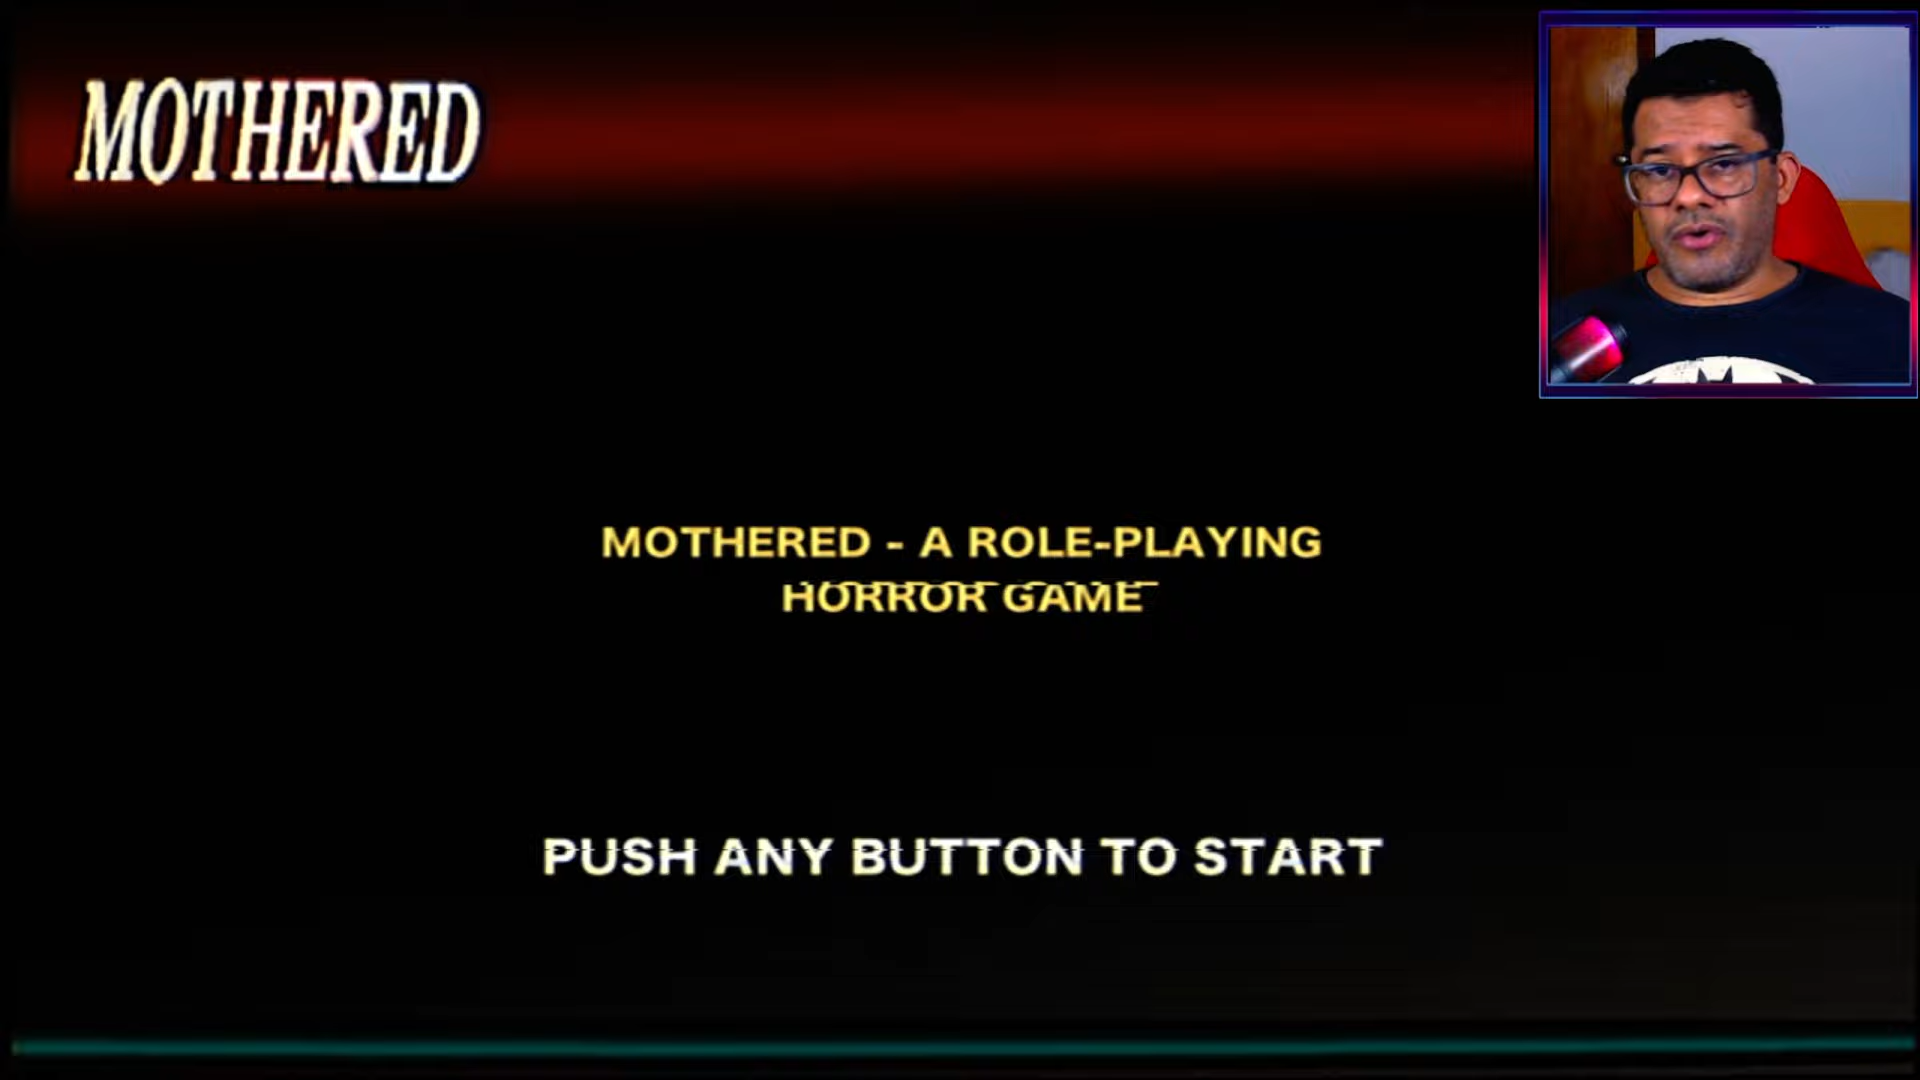 MOTHERED
MOTHERED - A ROLE-PLAYING
HORROR GAME
PUSH ANY BUTTON TO START